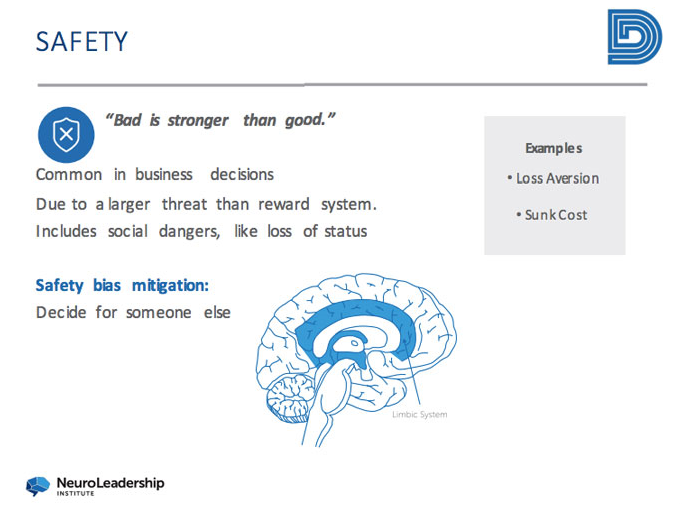 SAFETY
“Bad is stronger than good.”
Common in business decisions
Due to a larger threat than reward system.
Includes social dangers, like loss of status
Safety bias mitigation:
Decide for someone else
Examples
• Loss Aversion
• Sunk Cost
Limbic System
NeuroLeadership
INSTITUTE